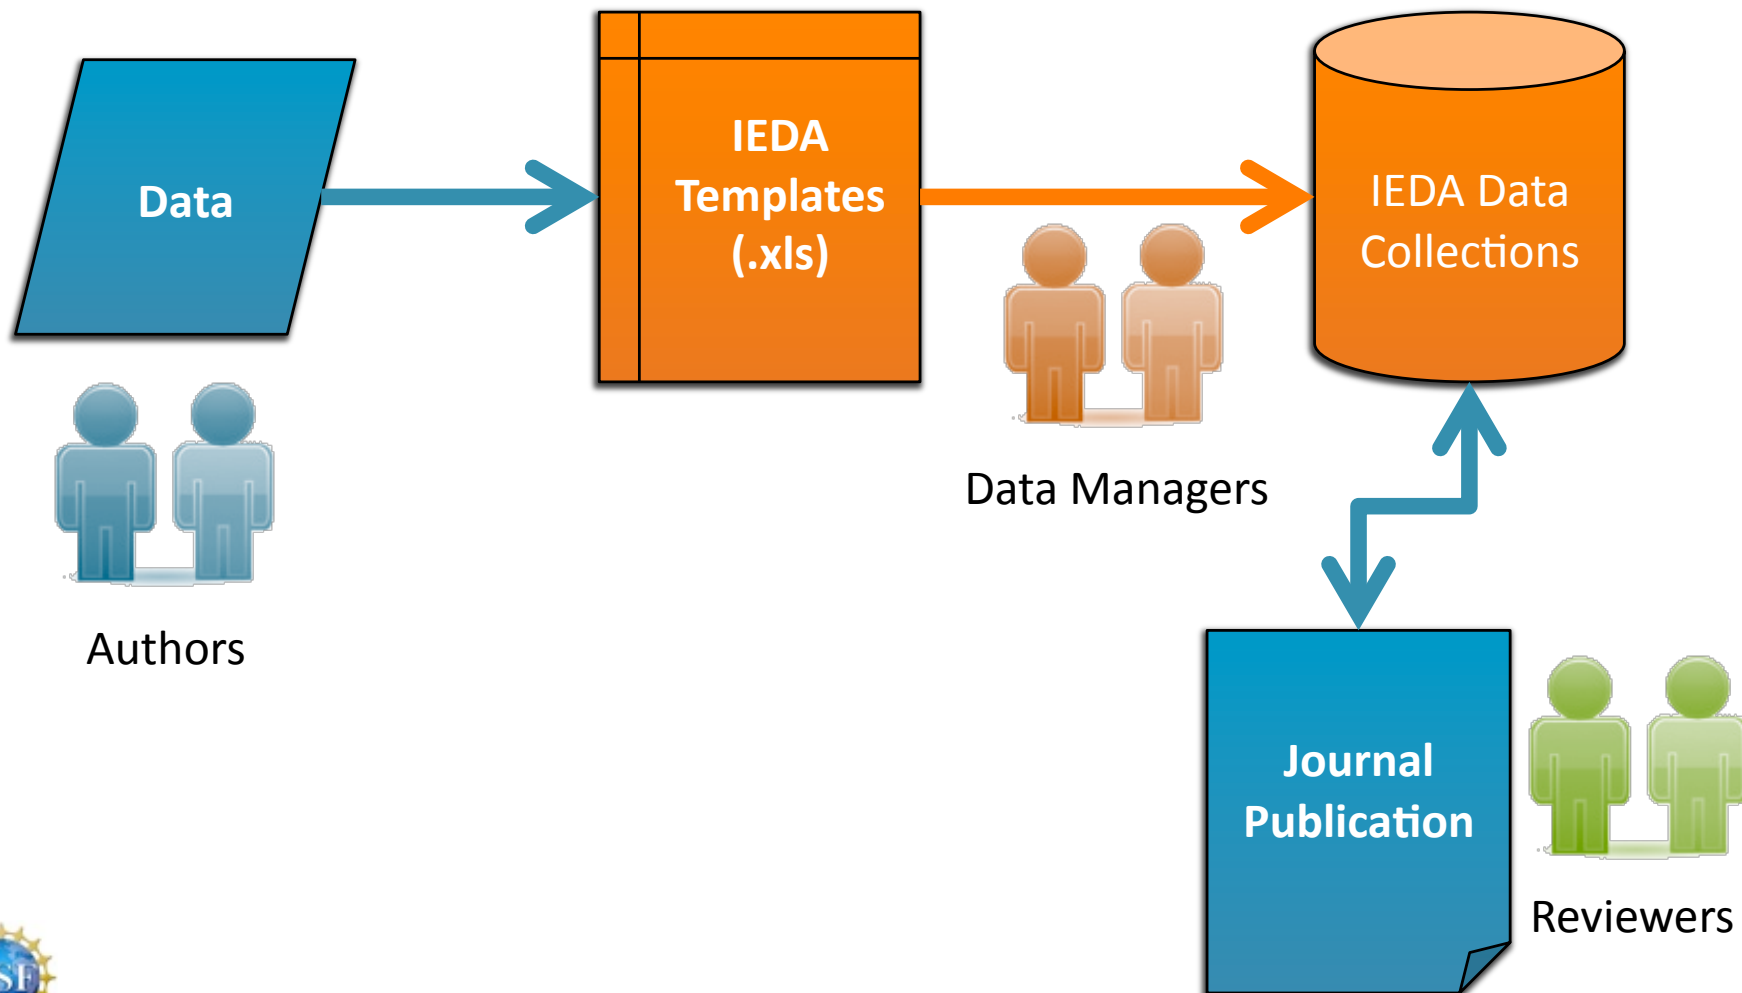 Data
IEDA
Templates
(.xls)
IEDA Data
Collections
Data Managers
Authors
Journal
Publication
Reviewers